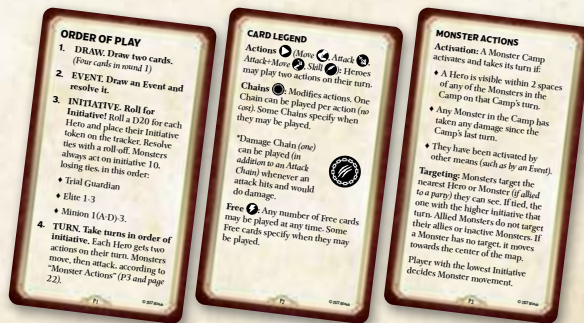 ORDER OF PLAY
1. DRAW. Draw two cards.
(Four cards in round 1)
2. EVENT. Draw an Event and
resolve it.
3. INITIATIVE. Roll for
Initiative! Roll a D20 for each
Hero and place their Initiative
token on the tracker. Resolve
ties with a roll-off. Monsters
always act on initiative 10,
losing ties, in this order:
♦ Trial Guardian
♦ Elite 1-3
♦ Minion 1(A-D)-3.
4. TURN. Take turns in order of
initiative. Each Hero gets two
actions on their turn. Monsters
move, then attack, according to
"Monster Actions" (P3 and page
22).
P1
CARD LEGEND
Actions (Move, Attack,
Attack+Move, Skill): Heroes
may play two actions on their turn.
Chains: Modifies actions. One
Chain can be played per action (no
cost). Some Chains specify when
they may be played.
*Damage Chain (one)
can be played (in
addition to an Attack
Chain) whenever an
attack hits and would
do damage.
Free: Any number of Free cards
may be played at any time. Some
Free cards specify when they may
be played.
P2
MONSTER ACTIONS
Activation: A Monster Camp
activates and takes its turn if:
♦ A Hero is visible within 2 spaces
of any of the Monsters in the
Camp on that Camp's turn.
♦ Any Monster in the Camp has
taken any damage since the
Camp's last turn.
♦ They have been activated by
other means (such as by an Event).
Targeting: Monsters target the
nearest Hero or Monster (if allied
to a party) they can see. If tied, the
one with the higher initiative that
turn. Allied Monsters do not target
their allies or inactive Monsters. If
a Monster has no target, it moves
towards the center of the map.
Player with the lowest Initiative
decides Monster movement.